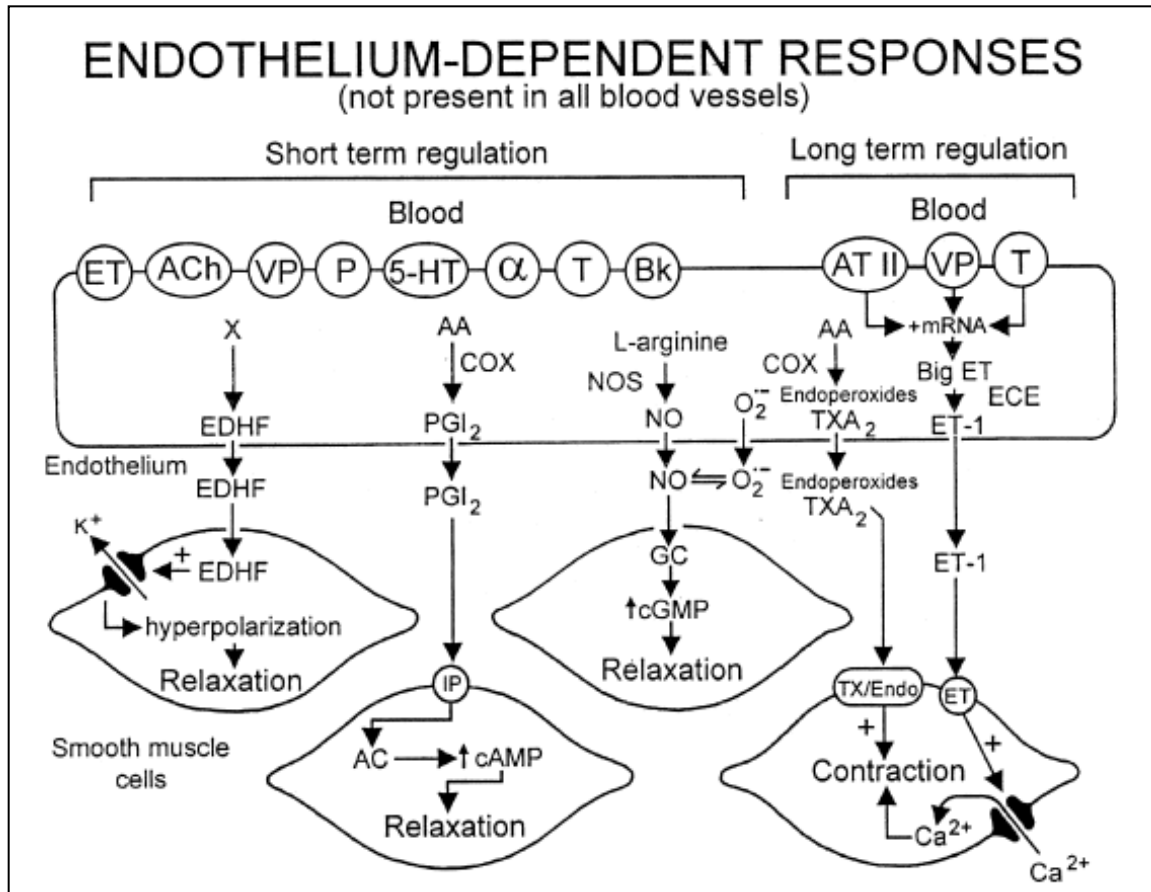 ENDOTHELIUM-DEPENDENT RESPONSES
(not present in all blood vessels)
Short term regulation
Long term regulation
Blood
Blood
ET ACh VP P 5-HT α T Bk
AT II VP T
X
EDHF
EDHF
EDHF
+
K+
hyperpolarization
Relaxation
AA
COX
PGI2
PGI2
IP
AC
↑cAMP
Relaxation
L-arginine
NOS
NO
NO
O2·−
O2·−
GC
↑cGMP
Relaxation
AA
COX
Endoperoxides
TXA2
Endoperoxides
TXA2
TX/Endo
+
Contraction
+mRNA
Big ET
ECE
ET-1
ET-1
ET
+
Ca2+
Ca2+
Endothelium
Smooth muscle
cells